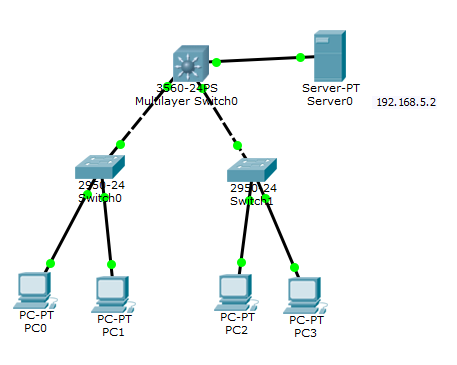 3560-24PS
Multilayer Switch0
Server-PT
Server0
192.168.5.2
2950-24
Switch0
2950-24
Switch1
PC-PT
PC0
PC-PT
PC1
PC-PT
PC2
PC-PT
PC3